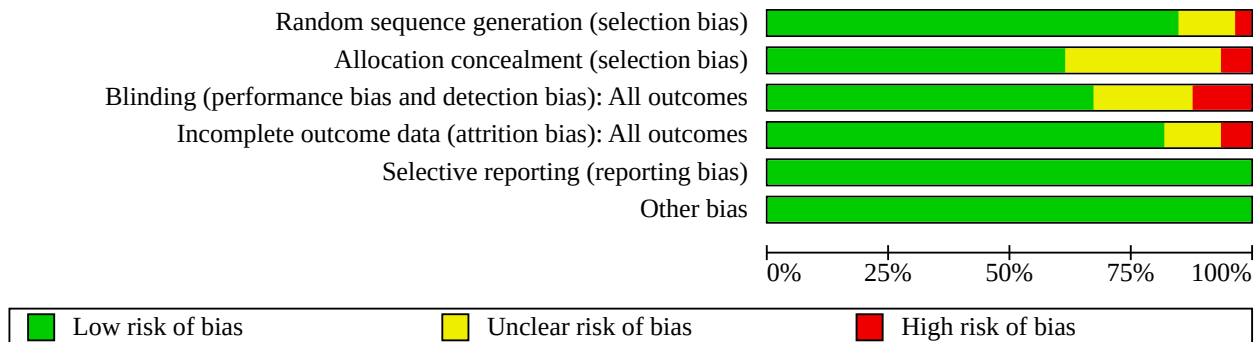 Random sequence generation (selection bias)
Allocation concealment (selection bias)
Blinding (performance bias and detection bias): All outcomes
Incomplete outcome data (attrition bias): All outcomes
Selective reporting (reporting bias)
Other bias
0% 25% 50% 75% 100%
Low risk of bias Unclear risk of bias High risk of bias